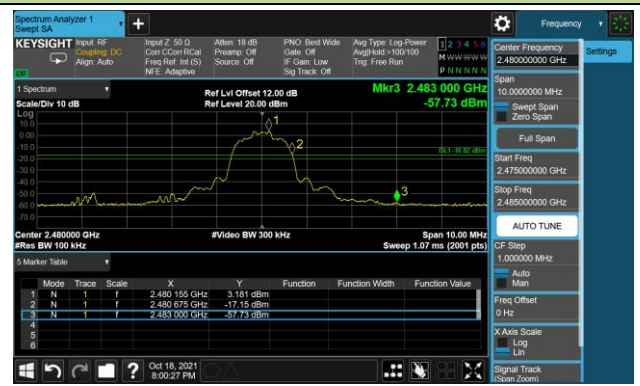 Spectrum Analyzer 1
Swept SA
Frequency
KEYSIGHT
Input: RF
Coupling: DC
Align: Auto
Input Z: 50 Ω
Corr CCorr RCal
Freq Ref: Int (S)
NFE: Adaptive
Atten: 18 dB
Preamp: Off
Source: Off
PNO: Best Wide
Gate: Off
IF Gain: Low
Sig Track: Off
Avg Type: Log-Power
Avg|Hold:>100/100
Trig: Free Run
1 2 3 4 5 6
M W W W W W
P N N N N N
LXI
1 Spectrum
Scale/Div 10 dB
Ref Lvl Offset 12.00 dB
Ref Level 20.00 dBm
Mkr3 2.483 000 GHz
-57.73 dBm
Log
10.0
0.00
-10.0
-20.0
-30.0
-40.0
-50.0
-60.0
-70.0
1
2
3
DL1 -16.82 dBm
Center 2.480000 GHz
#Res BW 100 kHz
#Video BW 300 kHz
Span 10.00 MHz
Sweep 1.07 ms (2001 pts)
5 Marker Table
Mode Trace Scale X Y Function Function Width Function Value
1 N 1 f 2.480 155 GHz 3.181 dBm
2 N 1 f 2.480 675 GHz -17.15 dBm
3 N 1 f 2.483 000 GHz -57.73 dBm
4
5
6
Oct 18, 2021
8:00:27 PM
Center Frequency
2.480000000 GHz
Settings
Span
10.0000000 MHz
Swept Span
Zero Span
Full Span
Start Freq
2.475000000 GHz
Stop Freq
2.485000000 GHz
AUTO TUNE
CF Step
1.000000 MHz
Auto
Man
Freq Offset
0 Hz
X Axis Scale
Log
Lin
Signal Track
(Span Zoom)